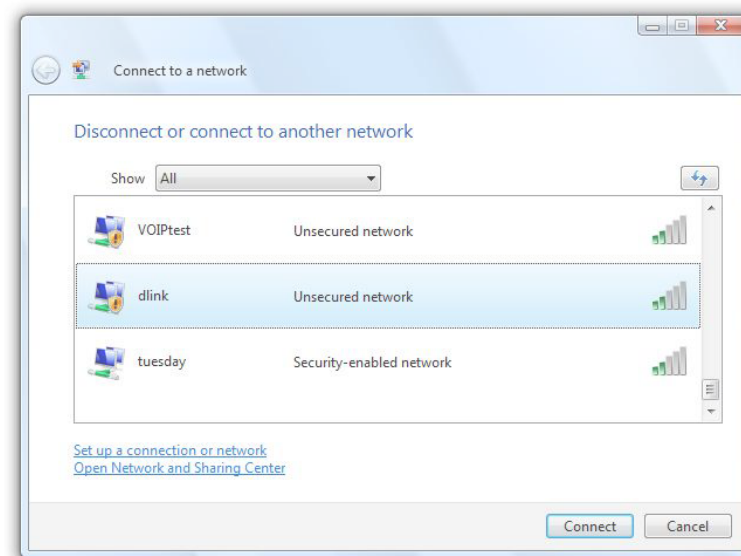 Connect to a network
Disconnect or connect to another network
Show All
VOIPtest Unsecured network
dlink Unsecured network
tuesday Security-enabled network
Set up a connection or network
Open Network and Sharing Center
Connect Cancel